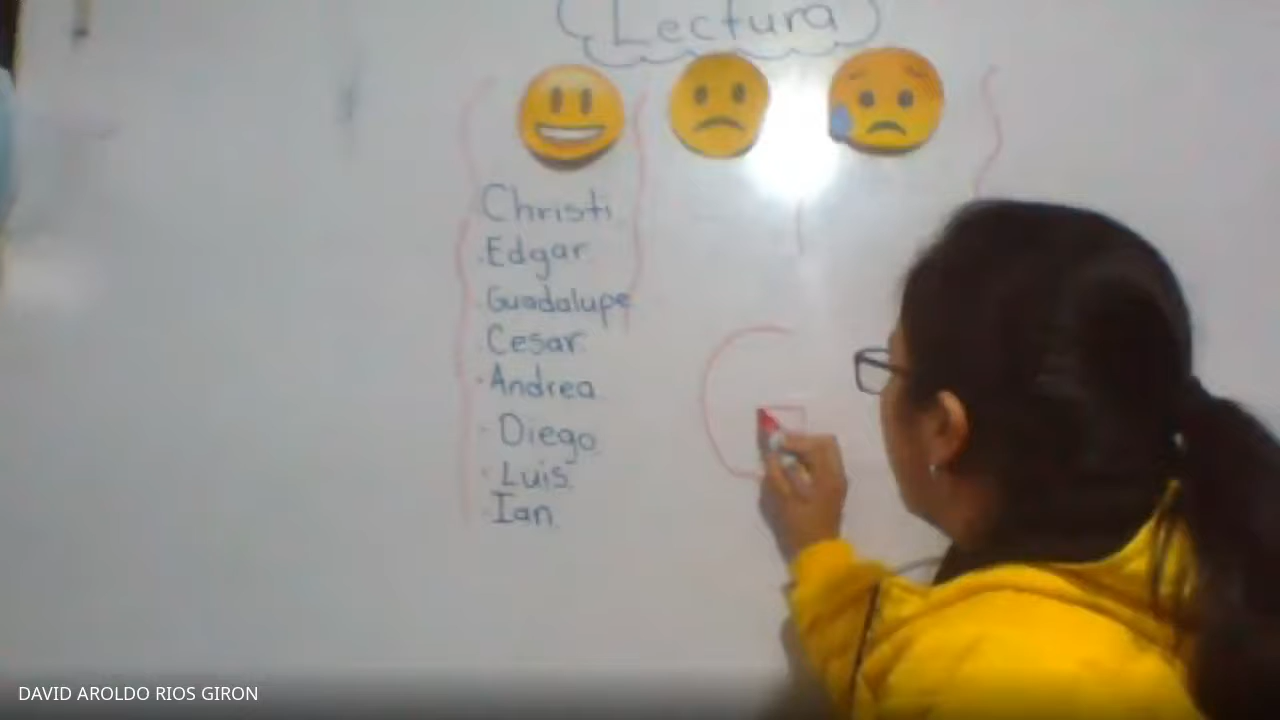 Lectura
Christi
.Edgar
.Guadalupe
.Cesar
.Andrea
.Diego
.Luis
.Ian
DAVID AROLDO RIOS GIRON